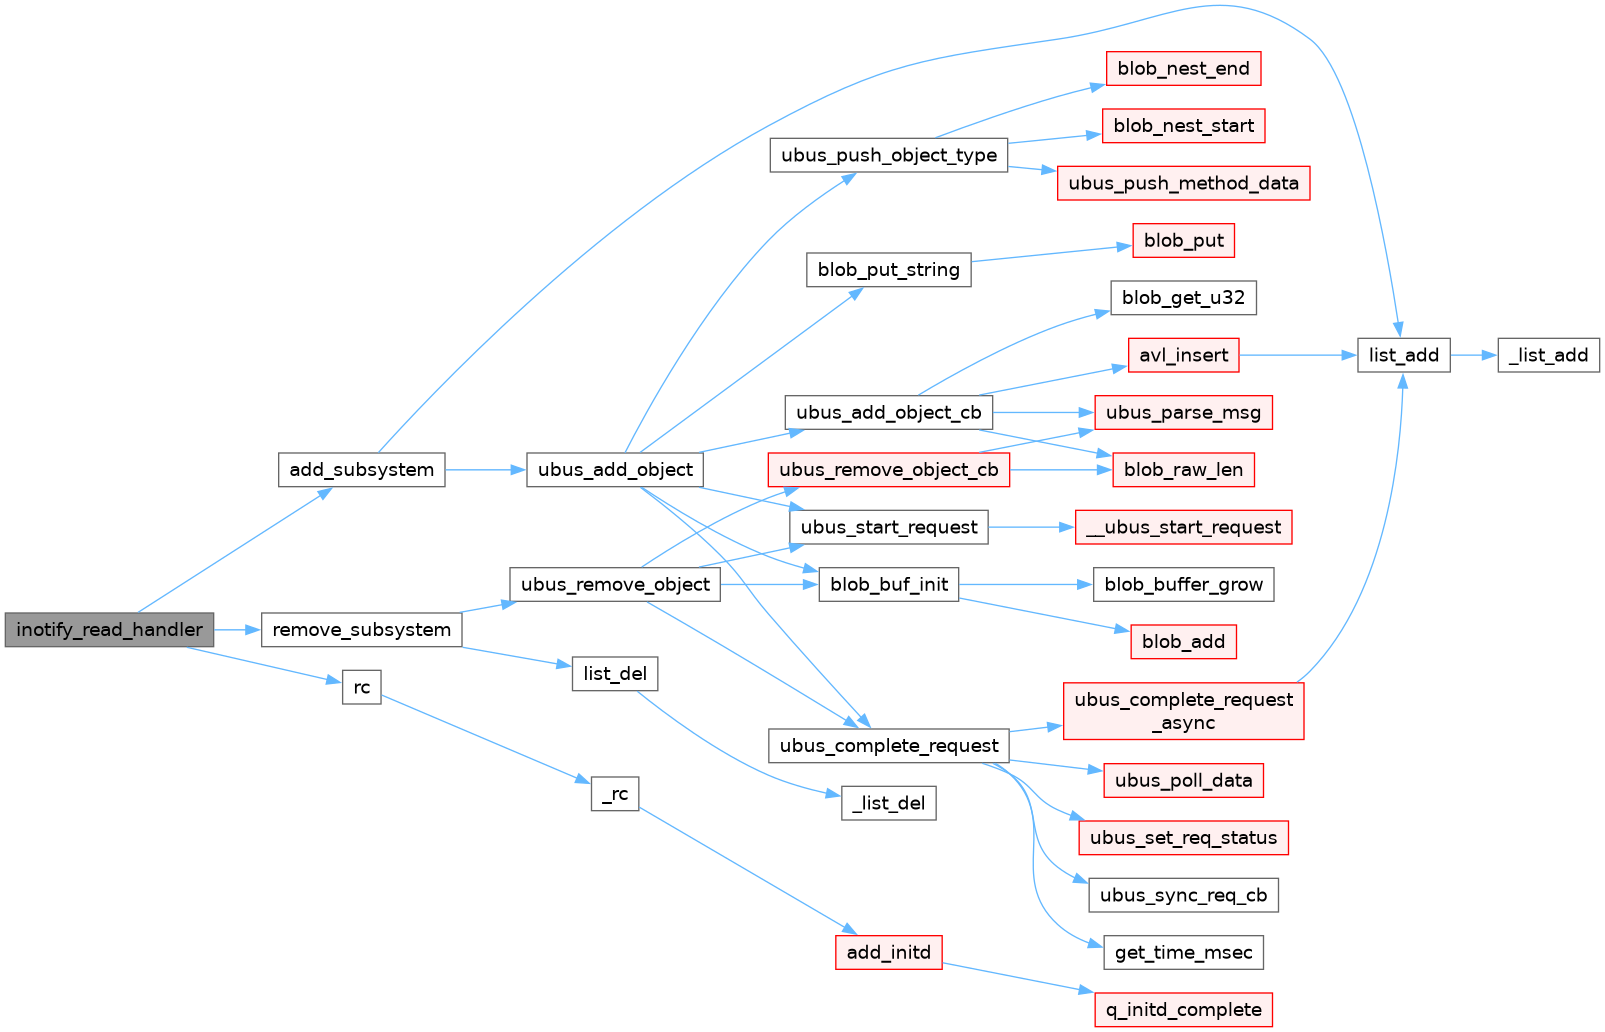 blob_nest_end
blob_nest_start
ubus_push_object_type
ubus_push_method_data
blob_put
blob_put_string
blob_get_u32
avl_insert
list_add
_list_add
ubus_add_object_cb
ubus_parse_msg
add_subsystem
ubus_add_object
ubus_remove_object_cb
blob_raw_len
ubus_start_request
__ubus_start_request
ubus_remove_object
blob_buf_init
blob_buffer_grow
inotify_read_handler
remove_subsystem
blob_add
list_del
rc
ubus_complete_request
_async
ubus_complete_request
ubus_poll_data
_rc
_list_del
ubus_set_req_status
ubus_sync_req_cb
add_initd
get_time_msec
q_initd_complete